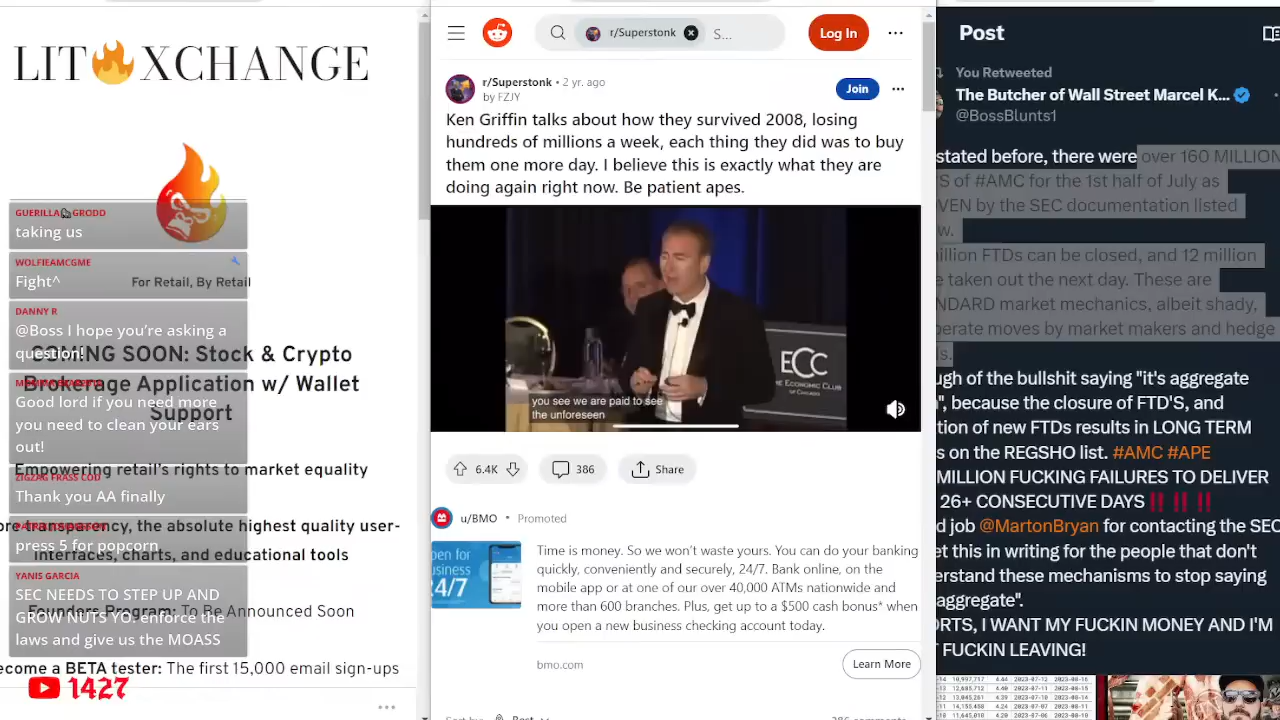 LIT XCHANGE
GUERILLA GRODD
taking us
WOLFIEAMCGME
Fight^
For Retail, By Retail
DANNY R
@Boss I hope you're asking a
question!
COMING SOON: Stock & Crypto
Brokerage Application w/ Wallet
Support
Good lord if you need more
you need to clean your ears
out!
Empowering retail's rights to market equality
ZIGZAG FRASS COD
Thank you AA finally
ore transparency, the absolute highest quality user-
press 5 for popcorn
interfaces, charts, and educational tools
YANIS GARCIA
SEC NEEDS TO STEP UP AND
GROW NUTS YO. enforce the
laws and give us the MOASS
Founders Program: To Be Announced Soon
ecome a BETA tester: The first 15,000 email sign-ups
1427
r/Superstonk
S...
Log In
r/Superstonk • 2 yr. ago
by FZJY
Join
Ken Griffin talks about how they survived 2008, losing
hundreds of millions a week, each thing they did was to buy
them one more day. I believe this is exactly what they are
doing again right now. Be patient apes.
ECC
THE ECONOMIC CLUB
OF CHICAGO
you see we are paid to see
the unforeseen
6.4K
386
Share
u/BMO • Promoted
Time is money. So we won't waste yours. You can do your banking
quickly, conveniently and securely, 24/7. Bank online, on the
mobile app or at one of our over 40,000 ATMs nationwide and
more than 600 branches. Plus, get up to a $500 cash bonus* when
you open a new business checking account today.
pen for
usiness
4/7
bmo.com
Learn More
Best
386 comments
Post
You Retweeted
The Butcher of Wall Street Marcel K...
@BossBlunts1
stated before, there were over 160 MILLION
S of #AMC for the 1st half of July as
VEN by the SEC documentation listed
w.
illion FTDs can be closed, and 12 million
e taken out the next day. These are
NDARD market mechanics, albeit shady,
perate moves by market makers and hedge
s.
ugh of the bullshit saying "it's aggregate
", because the closure of FTD'S, and
tion of new FTDs results in LONG TERM
s on the REGSHO list. #AMC #APE
MILLION FUCKING FAILURES TO DELIVER
26+ CONSECUTIVE DAYS ‼️ ‼️ ‼️
d job @MartonBryan for contacting the SEC
et this in writing for the people that don't
erstand these mechanisms to stop saying
aggregate".
ORTS, I WANT MY FUCKIN MONEY AND I'M
FUCKIN LEAVING!